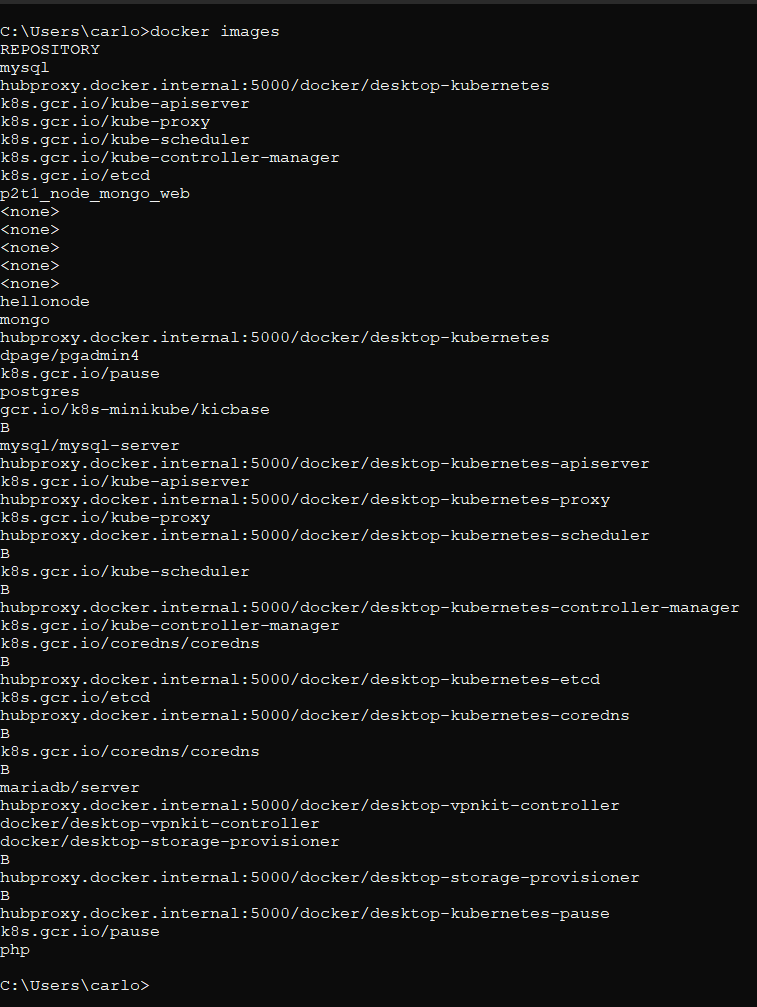 C:\Users\carlo>docker images
REPOSITORY
mysql
hubproxy.docker.internal:5000/docker/desktop-kubernetes
k8s.gcr.io/kube-apiserver
k8s.gcr.io/kube-proxy
k8s.gcr.io/kube-scheduler
k8s.gcr.io/kube-controller-manager
k8s.gcr.io/etcd
p2t1_node_mongo_web
<none>
<none>
<none>
<none>
<none>
hellonode
mongo
hubproxy.docker.internal:5000/docker/desktop-kubernetes
dpage/pgadmin4
k8s.gcr.io/pause
postgres
gcr.io/k8s-minikube/kicbase
B
mysql/mysql-server
hubproxy.docker.internal:5000/docker/desktop-kubernetes-apiserver
k8s.gcr.io/kube-apiserver
hubproxy.docker.internal:5000/docker/desktop-kubernetes-proxy
k8s.gcr.io/kube-proxy
hubproxy.docker.internal:5000/docker/desktop-kubernetes-scheduler
B
k8s.gcr.io/kube-scheduler
B
hubproxy.docker.internal:5000/docker/desktop-kubernetes-controller-manager
k8s.gcr.io/kube-controller-manager
k8s.gcr.io/coredns/coredns
B
hubproxy.docker.internal:5000/docker/desktop-kubernetes-etcd
k8s.gcr.io/etcd
hubproxy.docker.internal:5000/docker/desktop-kubernetes-coredns
B
k8s.gcr.io/coredns/coredns
B
mariadb/server
hubproxy.docker.internal:5000/docker/desktop-vpnkit-controller
docker/desktop-vpnkit-controller
docker/desktop-storage-provisioner
B
hubproxy.docker.internal:5000/docker/desktop-storage-provisioner
B
hubproxy.docker.internal:5000/docker/desktop-kubernetes-pause
k8s.gcr.io/pause
php
C:\Users\carlo>